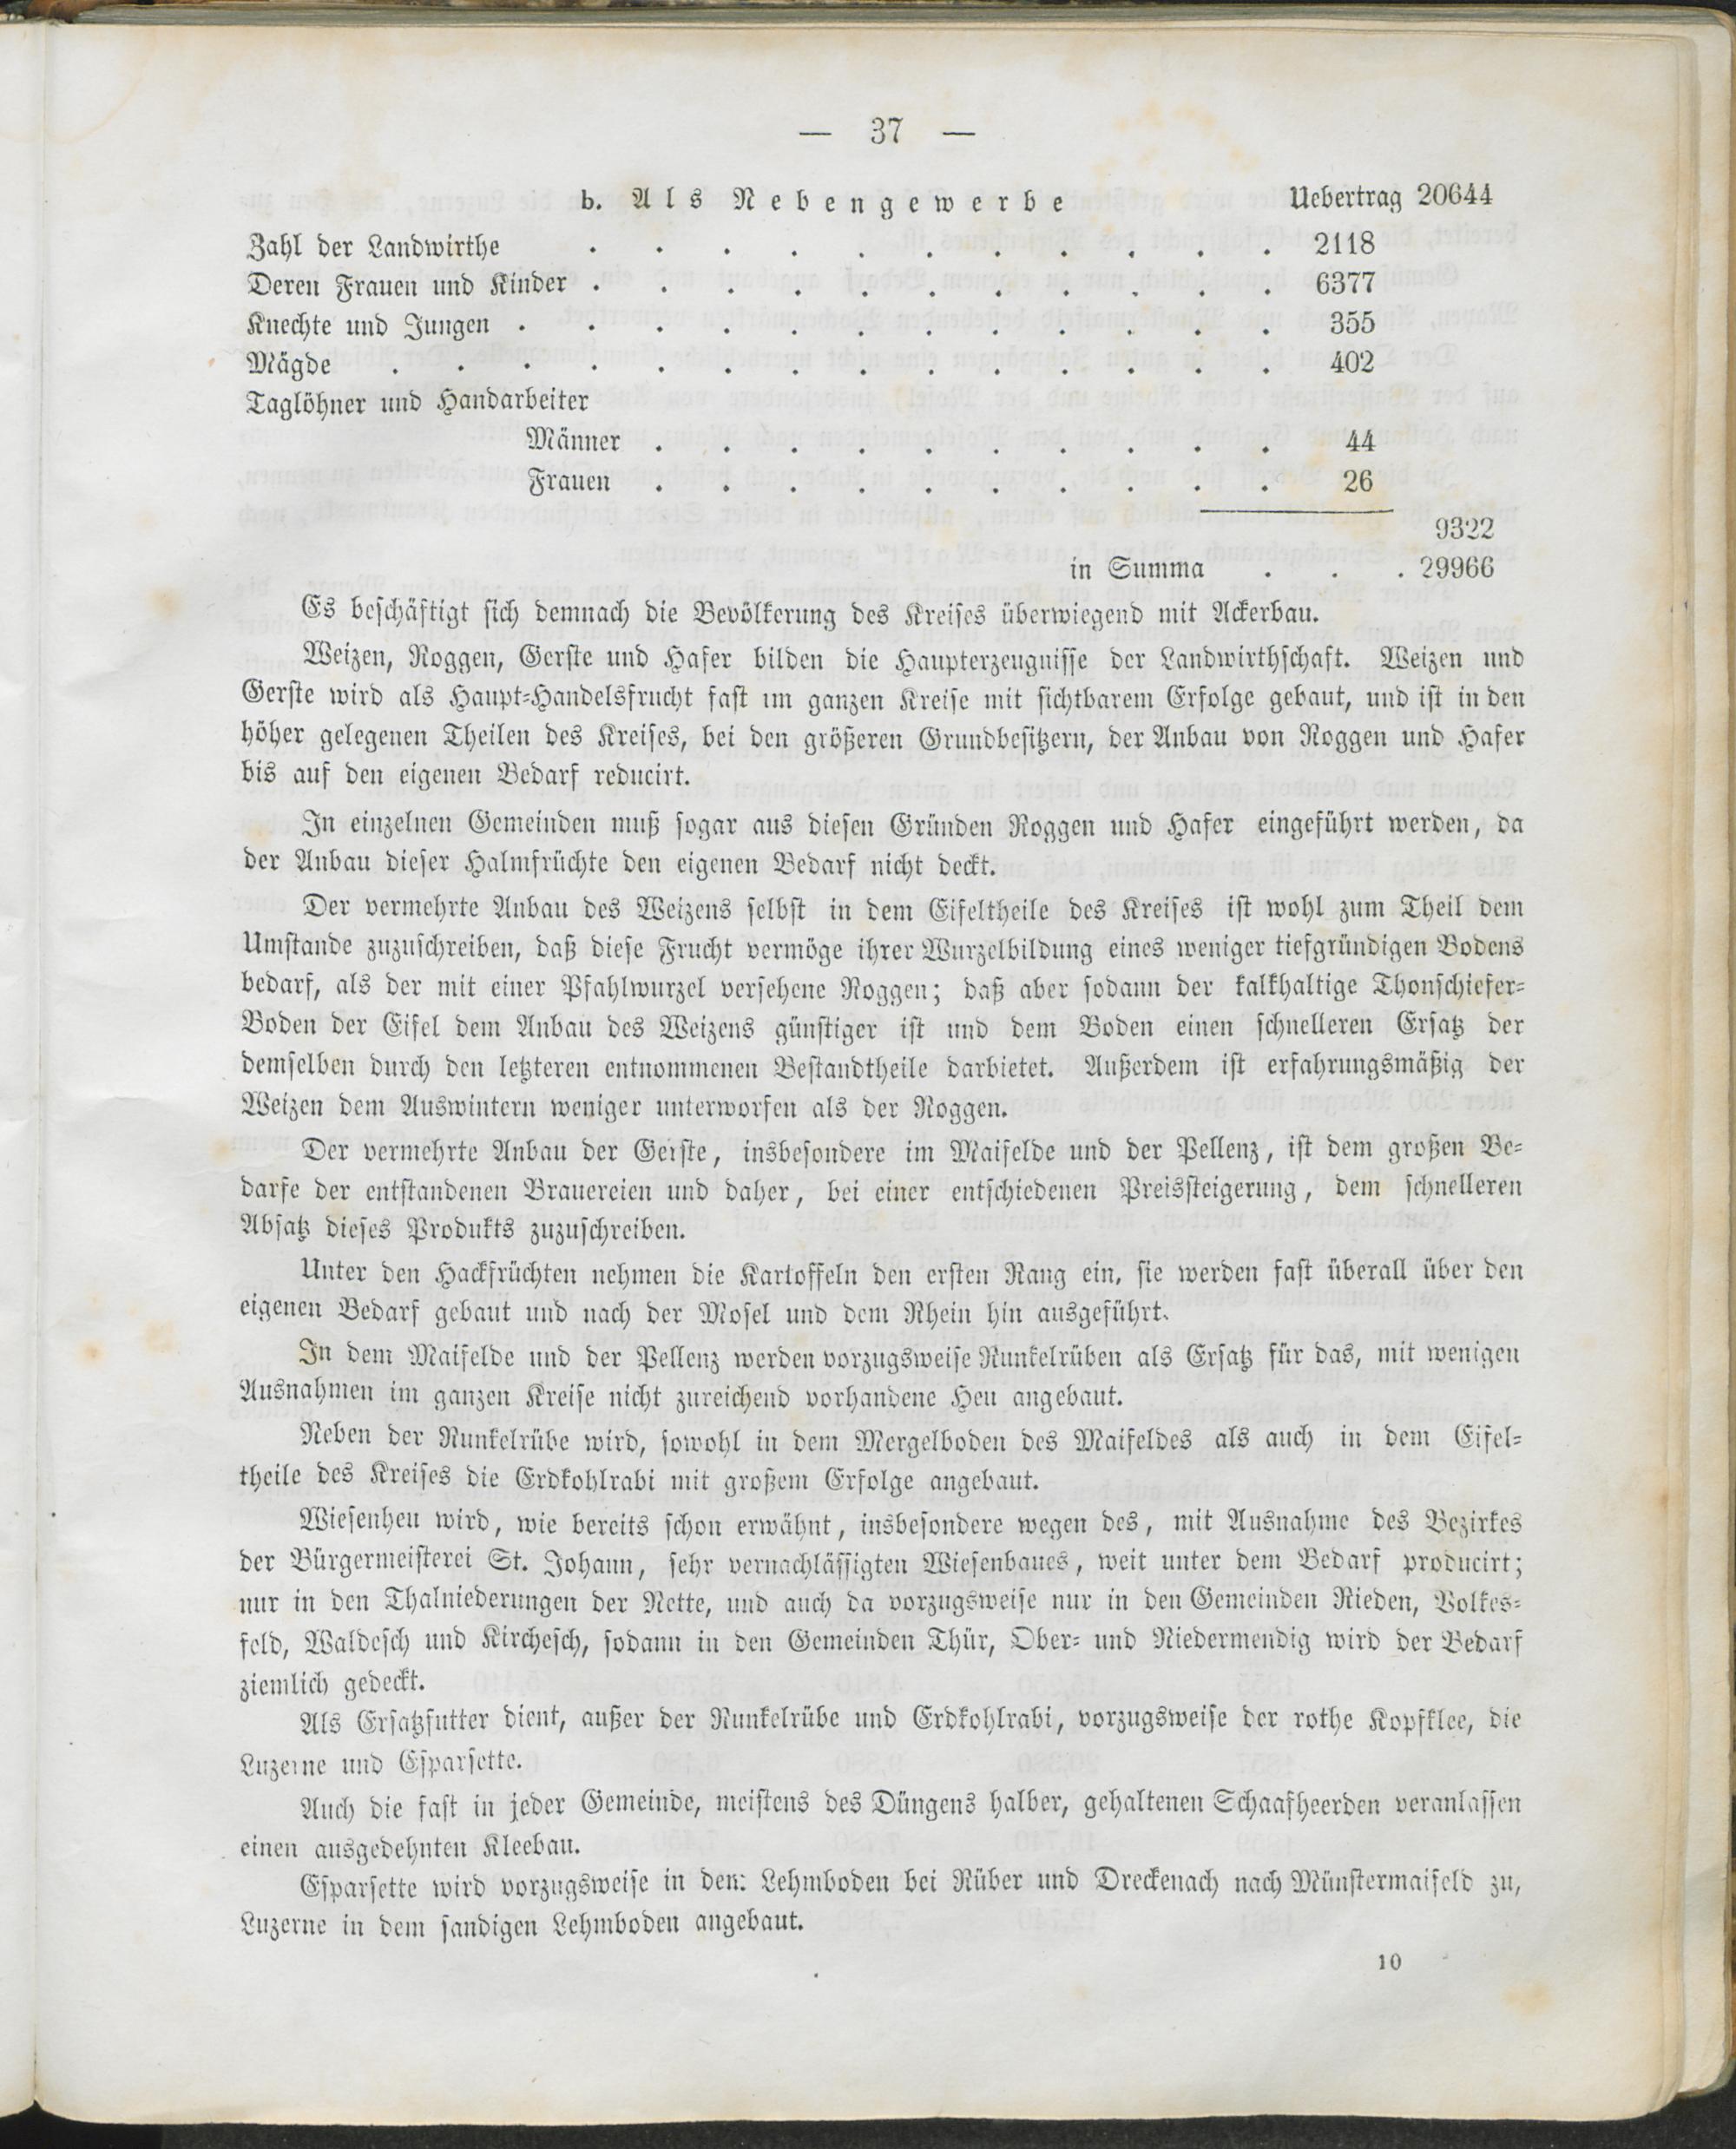 — 37 —
b. Als Nebengewerbe Uebertrag 20644
Zahl der Landwirthe . . . . . . . . . . . 2118
Deren Frauen und Kinder . . . . . . . . . . . 6377
Knechte und Jungen . . . . . . . . . . . . 355
Mägde . . . . . . . . . . . . . . 402
Taglöhner und Handarbeiter
Männer . . . . . . . . . . 44
Frauen . . . . . . . . . . 26
9322
in Summa . . . 29966
Es beschäftigt sich demnach die Bevölkerung des Kreises überwiegend mit Ackerbau.
Weizen, Roggen, Gerste und Hafer bilden die Haupterzeugnisse der Landwirthschaft. Weizen und
Gerste wird als Haupt-Handelsfrucht fast im ganzen Kreise mit sichtbarem Erfolge gebaut, und ist in den
höher gelegenen Theilen des Kreises, bei den größeren Grundbesitzern, der Anbau von Roggen und Hafer
bis auf den eigenen Bedarf reducirt.
In einzelnen Gemeinden muß sogar aus diesen Gründen Roggen und Hafer eingeführt werden, da
der Anbau dieser Halmfrüchte den eigenen Bedarf nicht deckt.
Der vermehrte Anbau des Weizens selbst in dem Eifeltheile des Kreises ist wohl zum Theil dem
Umstande zuzuschreiben, daß diese Frucht vermöge ihrer Wurzelbildung eines weniger tiefgründigen Bodens
bedarf, als der mit einer Pfahlwurzel versehene Roggen; daß aber sodann der kalkhaltige Thonschiefer-
Boden der Eifel dem Anbau des Weizens günstiger ist und dem Boden einen schnelleren Ersatz der
demselben durch den letzteren entnommenen Bestandtheile darbietet. Außerdem ist erfahrungsmäßig der
Weizen dem Auswintern weniger unterworfen als der Roggen.
Der vermehrte Anbau der Gerste, insbesondere im Maifelde und der Pellenz, ist dem großen Be-
darfe der entstandenen Brauereien und daher, bei einer entschiedenen Preissteigerung, dem schnelleren
Absatz dieses Produkts zuzuschreiben.
Unter den Hackfrüchten nehmen die Kartoffeln den ersten Rang ein, sie werden fast überall über den
eigenen Bedarf gebaut und nach der Mosel und dem Rhein hin ausgeführt.
In dem Maifelde und der Pellenz werden vorzugsweise Runkelrüben als Ersatz für das, mit wenigen
Ausnahmen im ganzen Kreise nicht zureichend vorhandene Heu angebaut.
Neben der Runkelrübe wird, sowohl in dem Mergelboden des Maifeldes als auch in dem Eifel-
theile des Kreises die Erdkohlrabi mit großem Erfolge angebaut.
Wiesenheu wird, wie bereits schon erwähnt, insbesondere wegen des, mit Ausnahme des Bezirkes
der Bürgermeisterei St. Johann, sehr vernachlässigten Wiesenbaues, weit unter dem Bedarf producirt;
nur in den Thalniederungen der Nette, und auch da vorzugsweise nur in den Gemeinden Rieden, Volkes-
feld, Waldesch und Kirchesch, sodann in den Gemeinden Thür, Ober- und Niedermendig wird der Bedarf
ziemlich gedeckt.
Als Ersatzfutter dient, außer der Runkelrübe und Erdkohlrabi, vorzugsweise der rothe Kopfklee, die
Luzerne und Esparsette.
Auch die fast in jeder Gemeinde, meistens des Düngens halber, gehaltenen Schaafheerden veranlassen
einen ausgedehnten Kleebau.
Esparsette wird vorzugsweise in dem Lehmboden bei Rüber und Dreckenach nach Münstermaifeld zu,
Luzerne in dem sandigen Lehmboden angebaut.
10